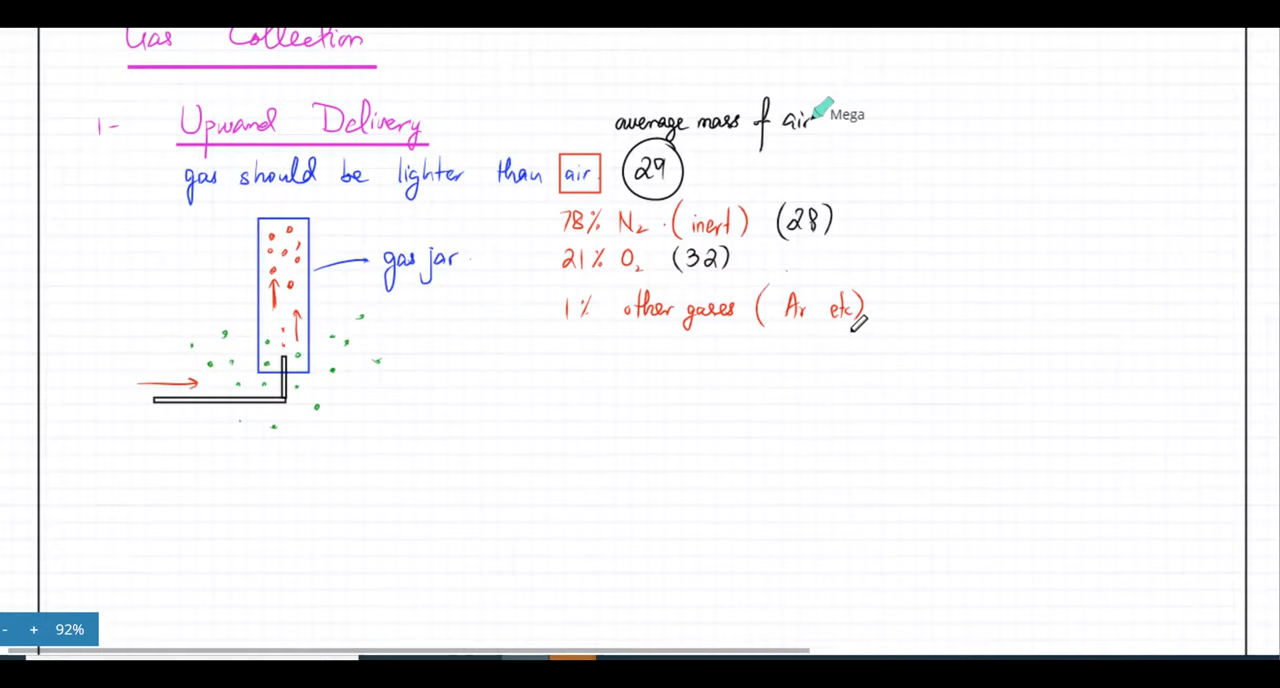 Gas Collection
1- Upward Delivery
average mass of air
Mega
gas should be lighter than air 29
78% N₂ (inert) (28)
21% O₂ (32)
gas jar
1% other gases (Ar etc)
- + 92%